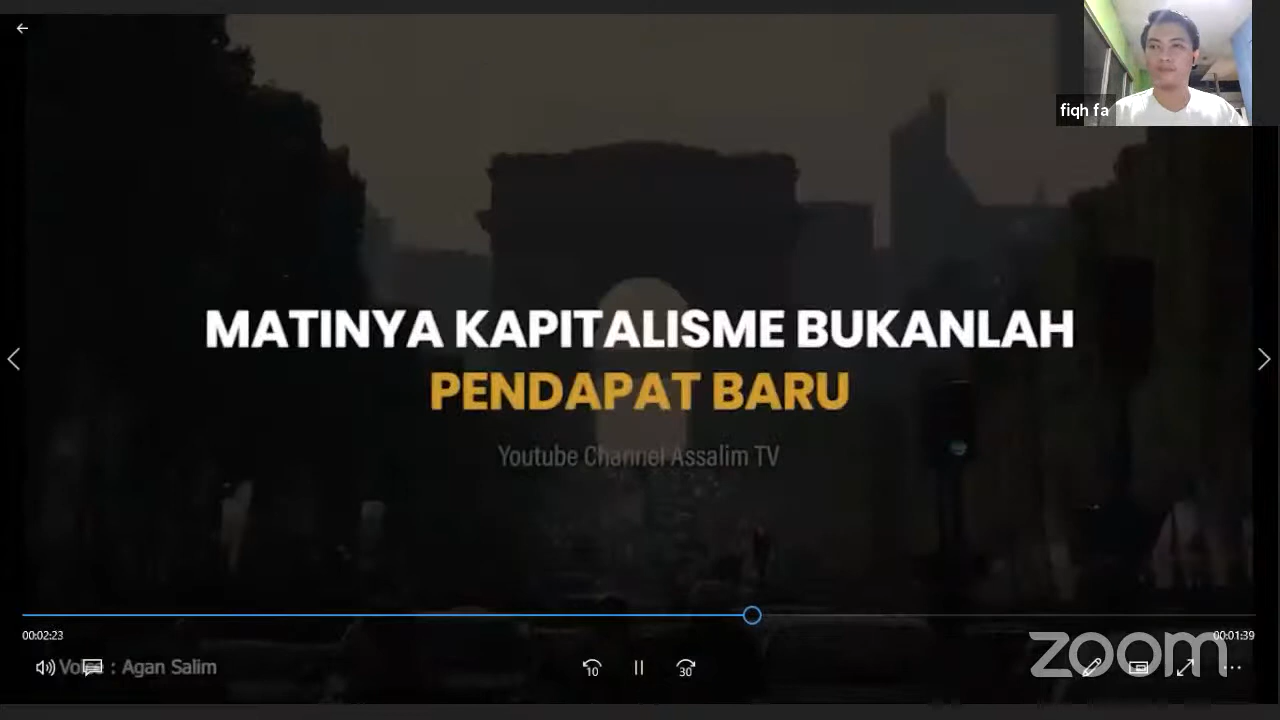 fiqh fa
MATINYA KAPITALISME BUKANLAH
PENDAPAT BARU
Youtube Channel Assalim TV
00:02:23
00:01:39
Voice : Agan Salim
10
30
zoom